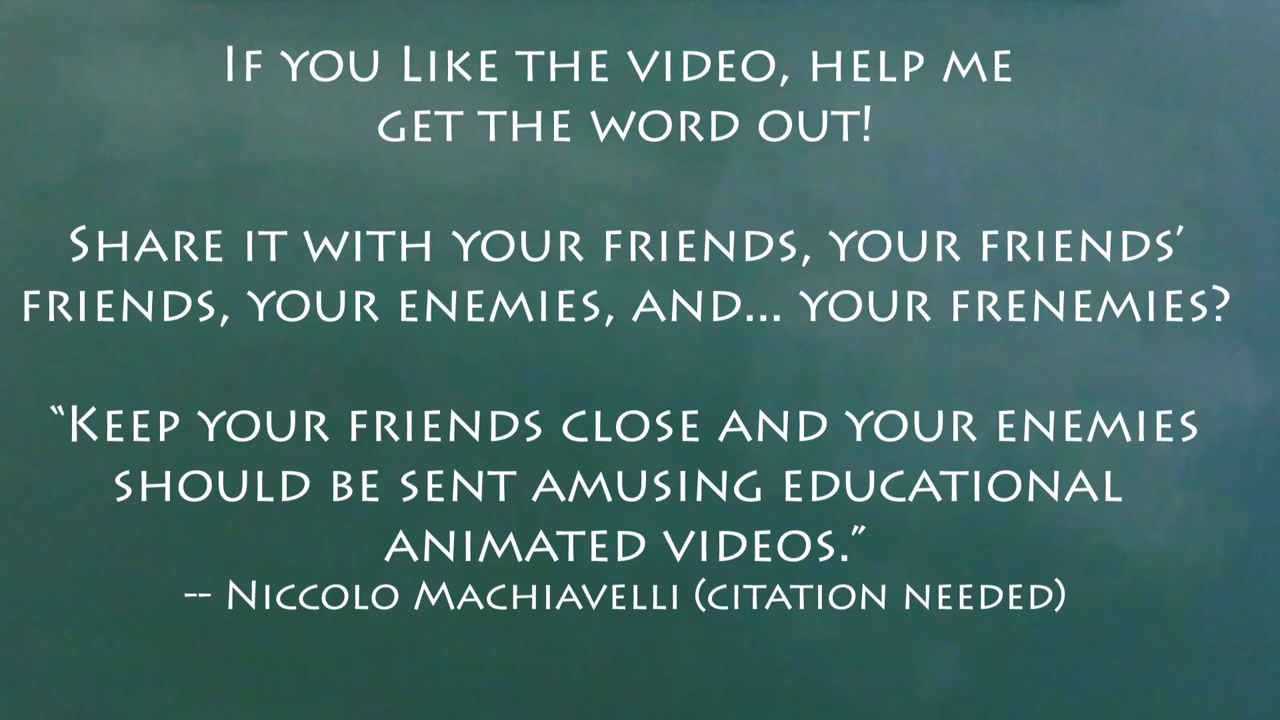 If you Like the video, help me
get the word out!
Share it with your friends, your friends’
friends, your enemies, and... your frenemies?
“Keep your friends close and your enemies
should be sent amusing educational
animated videos.”
-- Niccolo Machiavelli (citation needed)